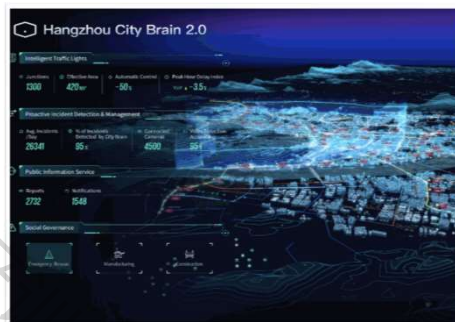 Hangzhou City Brain 2.0
Intelligent Traffic Lights
Junctions Effective Area Automatic Control Peak Hour Delay Index
1300 420 -50 -3.5
Proactive Incident Detection & Management
Avg. Incidents % of Incidents Connected
/Day Detected by City Brain Cameras
26341 95 4500
Public Information Service
Reports Notifications
2732 1548
Social Governance
Emergency Rescue